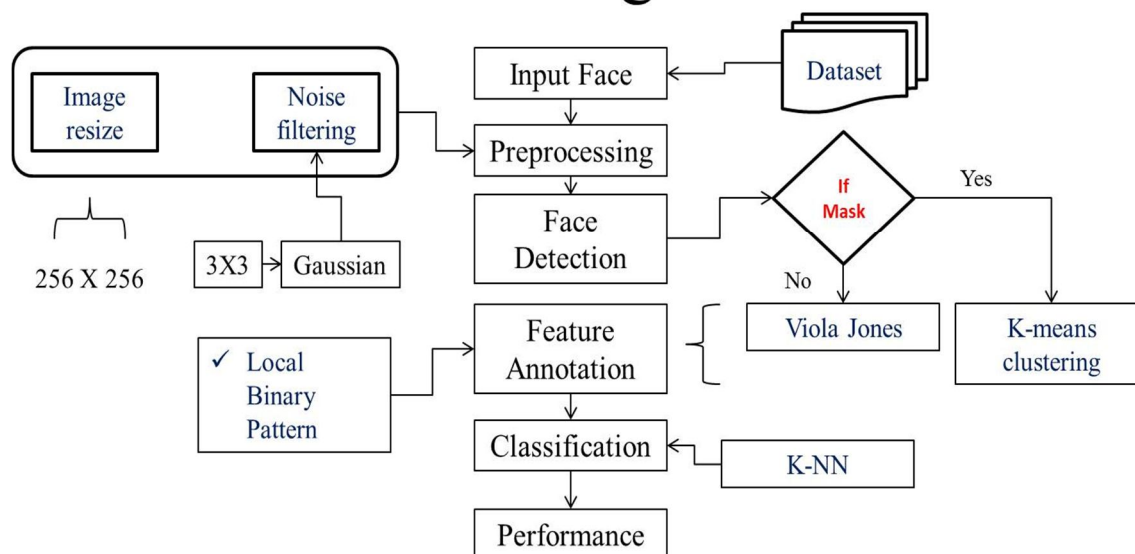 Input Face
Dataset
Image
resize
Noise
filtering
Preprocessing
If
Mask
Yes
Face
Detection
256 X 256
3X3
Gaussian
No
Viola Jones
K-means
clustering
Feature
Annotation
✓ Local
Binary
Pattern
Classification
K-NN
Performance